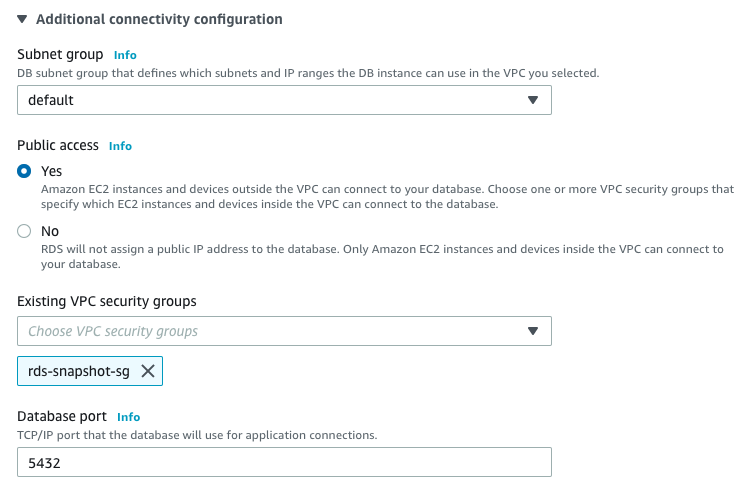 Additional connectivity configuration
Subnet group Info
DB subnet group that defines which subnets and IP ranges the DB instance can use in the VPC you selected.
default
Public access Info
Yes
Amazon EC2 instances and devices outside the VPC can connect to your database. Choose one or more VPC security groups that
specify which EC2 instances and devices inside the VPC can connect to the database.
No
RDS will not assign a public IP address to the database. Only Amazon EC2 instances and devices inside the VPC can connect to
your database.
Existing VPC security groups
Choose VPC security groups
rds-snapshot-sg
Database port Info
TCP/IP port that the database will use for application connections.
5432